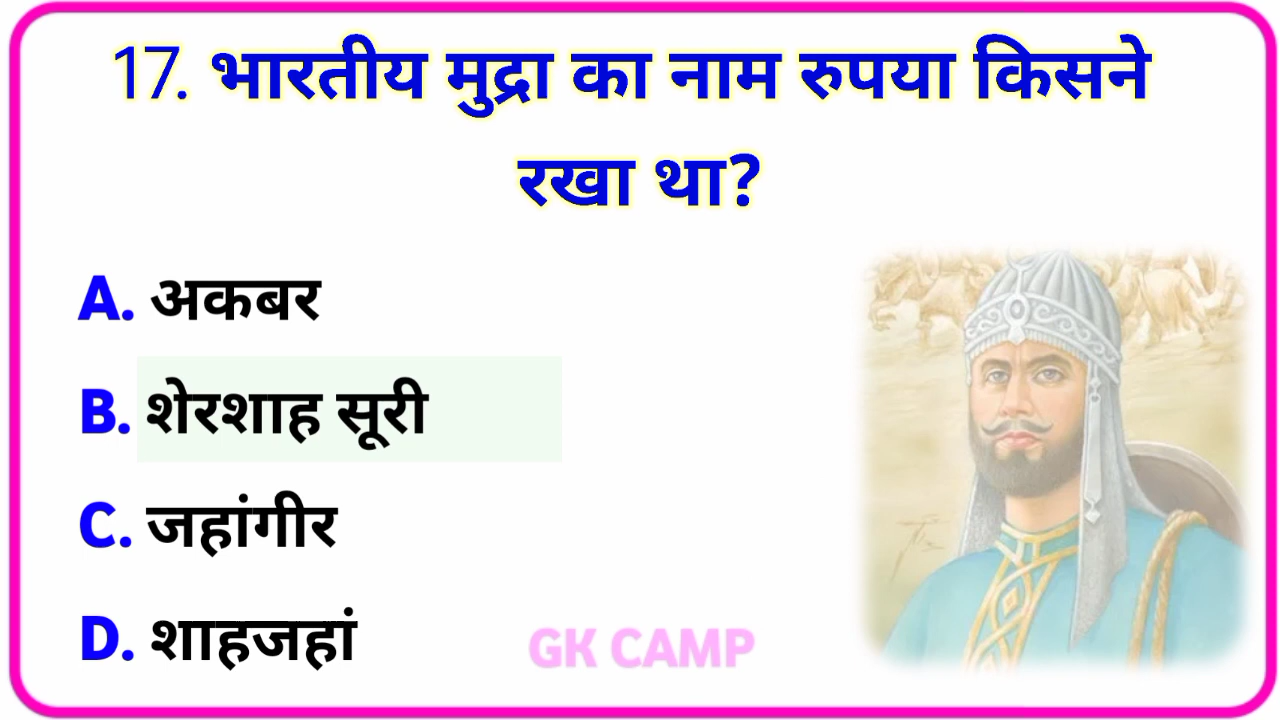 17. भारतीय मुद्रा का नाम रुपया किसने
रखा था?
A. अकबर
B. शेरशाह सूरी
C. जहांगीर
D. शाहजहां
GK CAMP